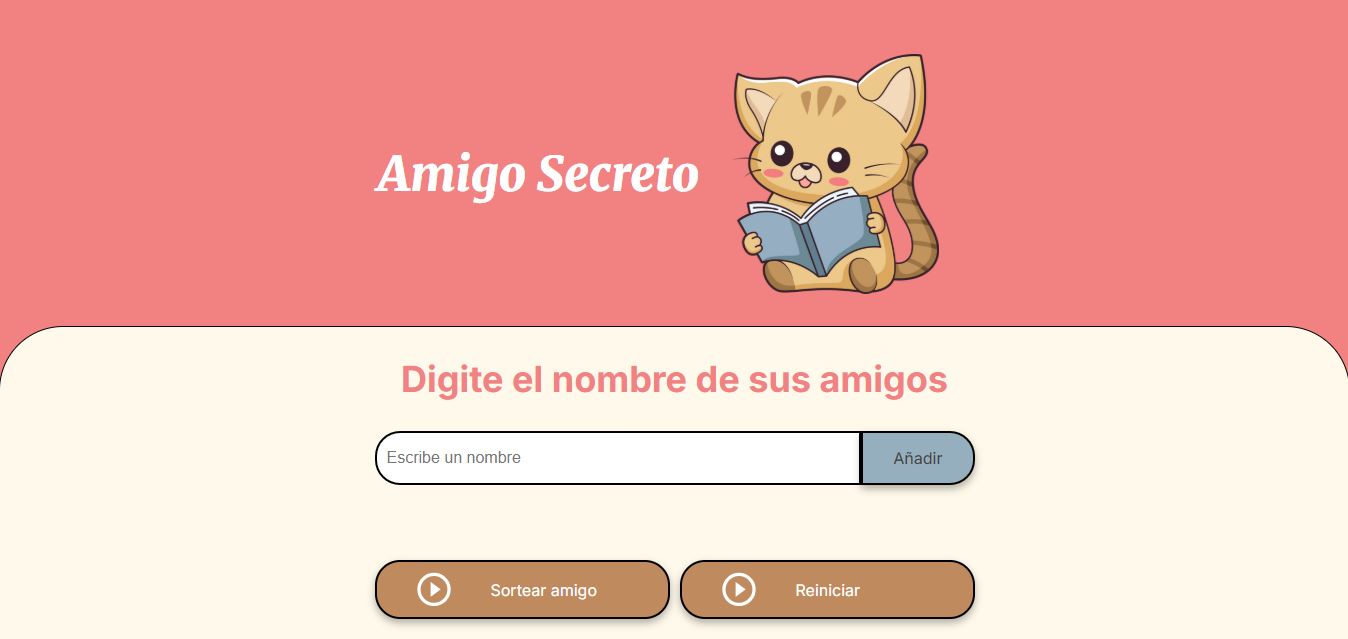 Amigo Secreto
Digite el nombre de sus amigos
Escribe un nombre
Añadir
Sortear amigo
Reiniciar